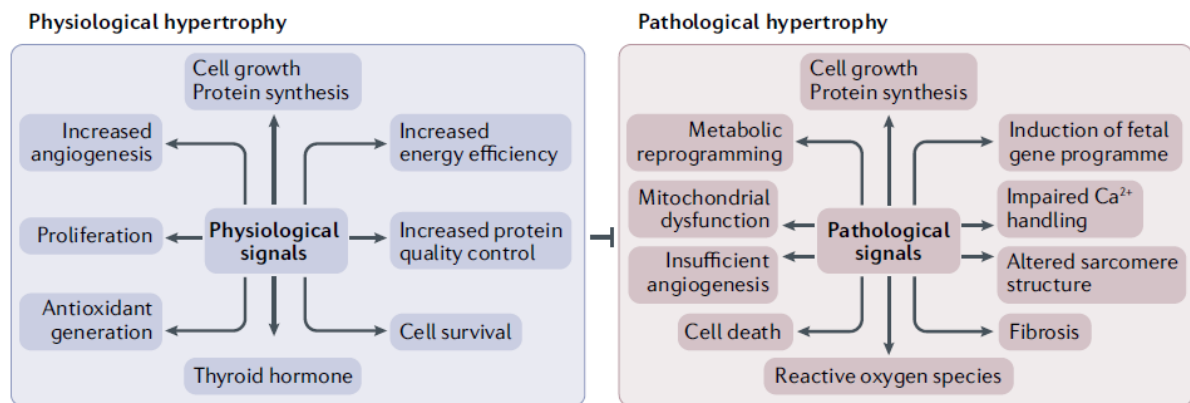 Physiological hypertrophy
Cell growth
Protein synthesis
Increased
angiogenesis
Increased
energy efficiency
Proliferation
Physiological
signals
Increased protein
quality control
Antioxidant
generation
Cell survival
Thyroid hormone
Pathological hypertrophy
Cell growth
Protein synthesis
Metabolic
reprogramming
Induction of fetal
gene programme
Mitochondrial
dysfunction
Pathological
signals
Impaired Ca²⁺
handling
Insufficient
angiogenesis
Altered sarcomere
structure
Cell death
Fibrosis
Reactive oxygen species